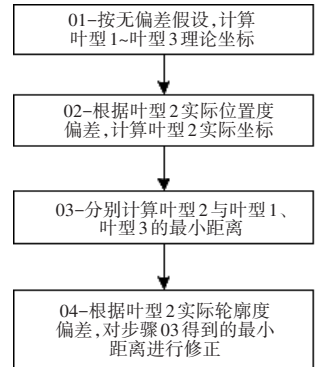 01-按无偏差假设,计算
叶型1~叶型3理论坐标
02-根据叶型2实际位置度
偏差,计算叶型2实际坐标
03-分别计算叶型2与叶型1、
叶型3的最小距离
04-根据叶型2实际轮廓度
偏差,对步骤03得到的最小
距离进行修正